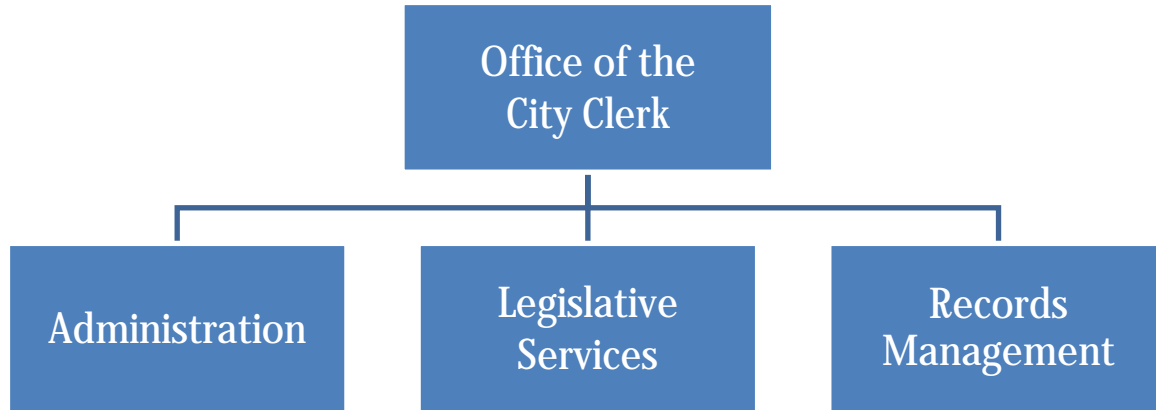 Office of the
City Clerk
Administration
Legislative
Services
Records
Management